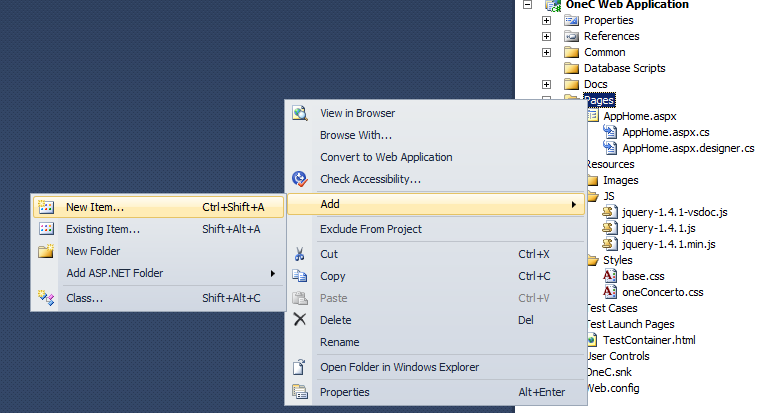 OneC Web Application
Properties
References
Common
Database Scripts
Docs
Pages
AppHome.aspx
AppHome.aspx.cs
AppHome.aspx.designer.cs
Resources
Images
JS
jquery-1.4.1-vsdoc.js
jquery-1.4.1.js
jquery-1.4.1.min.js
Styles
base.css
oneConcerto.css
Test Cases
Test Launch Pages
TestContainer.html
User Controls
OneC.snk
Web.config
View in Browser
Browse With...
Convert to Web Application
Check Accessibility...
Add
Exclude From Project
Cut Ctrl+X
Copy Ctrl+C
Paste Ctrl+V
Delete Del
Rename
Open Folder in Windows Explorer
Properties Alt+Enter
New Item... Ctrl+Shift+A
Existing Item... Shift+Alt+A
New Folder
Add ASP.NET Folder
Class... Shift+Alt+C